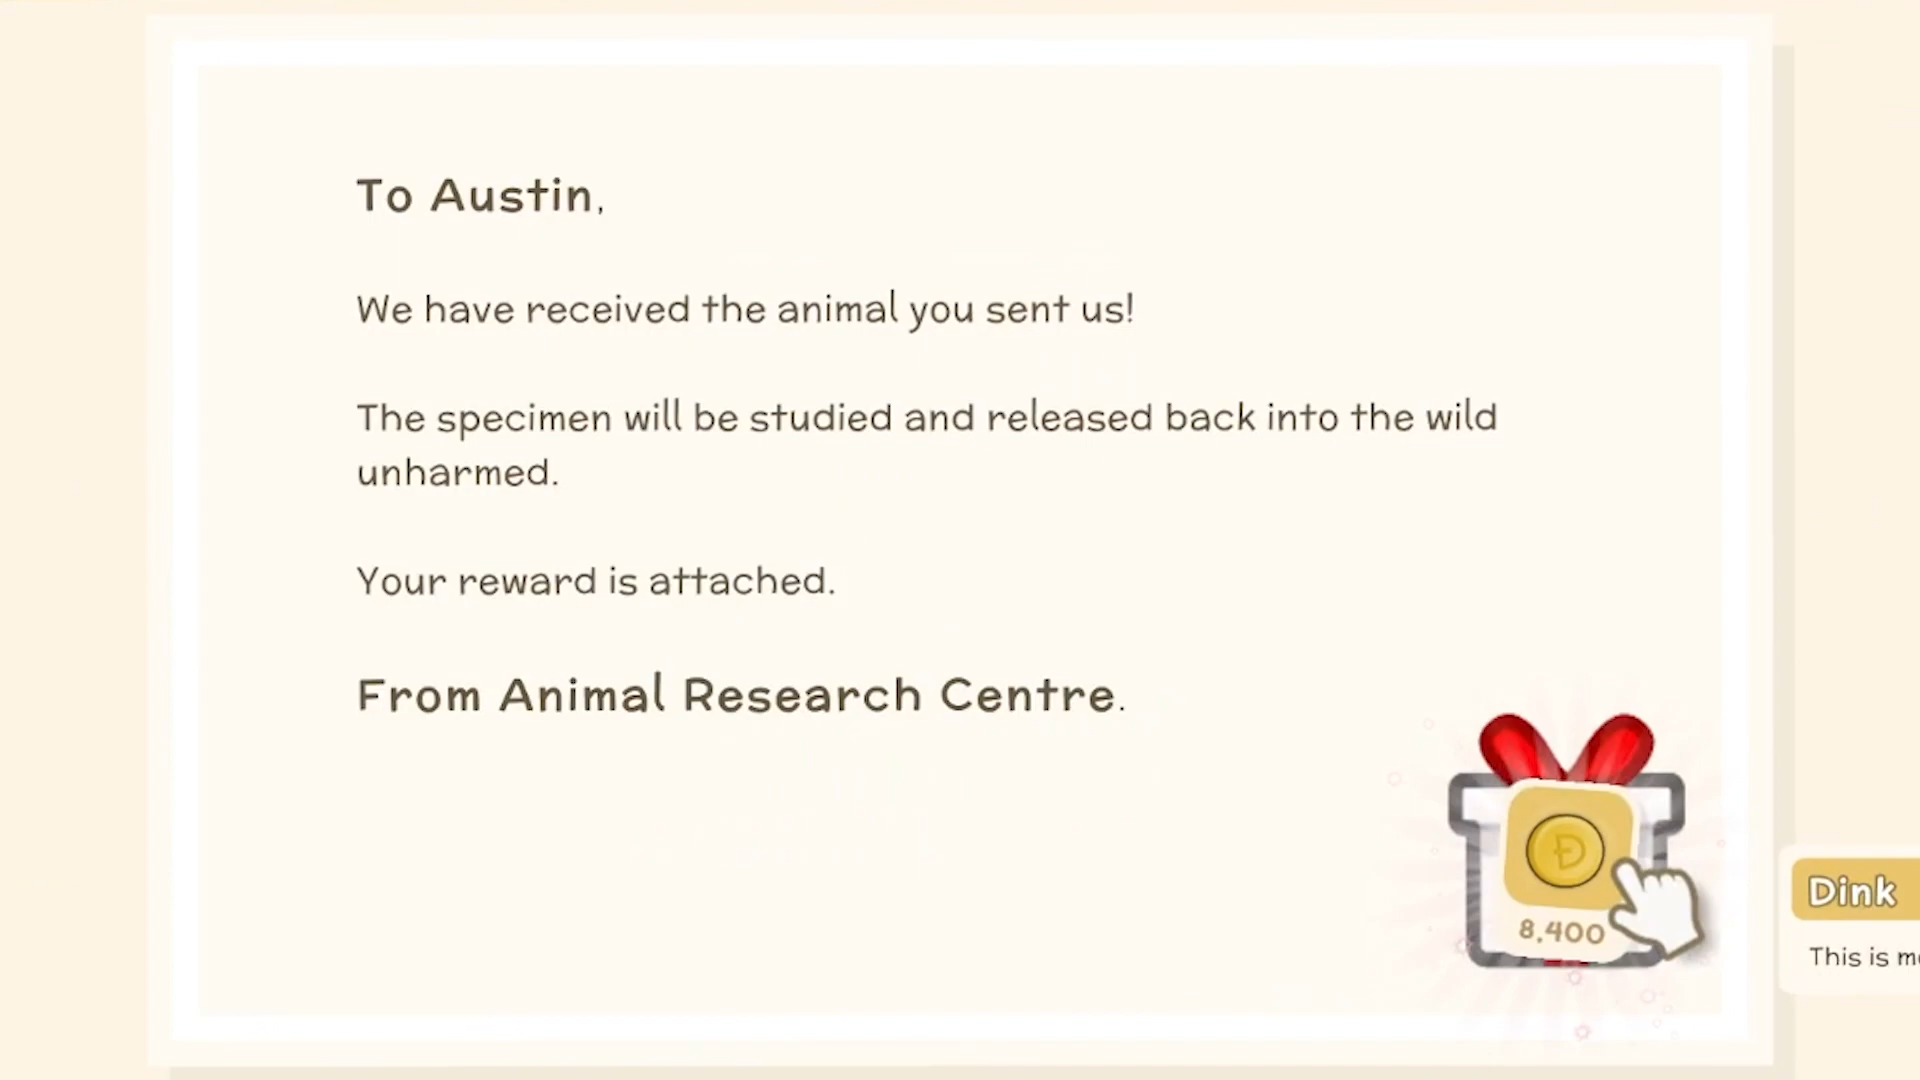 To Austin,
We have received the animal you sent us!
The specimen will be studied and released back into the wild
unharmed.
Your reward is attached.
From Animal Research Centre.
8,400
Dink
This is